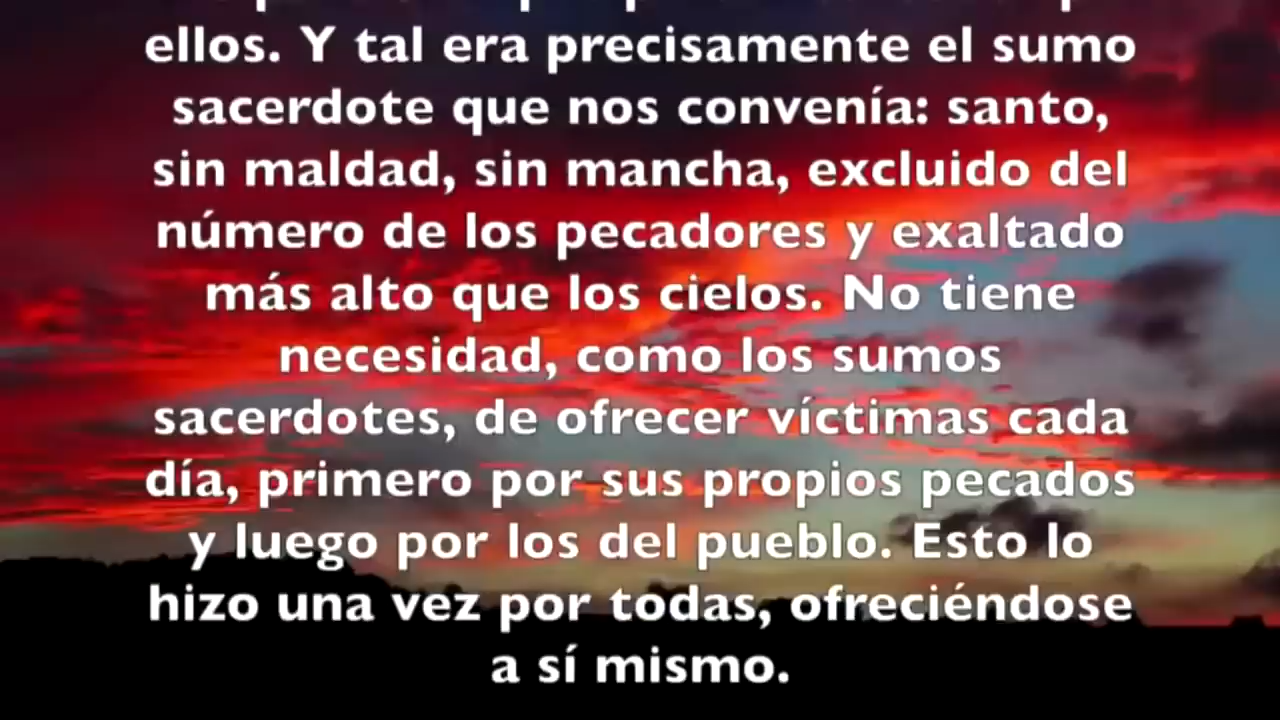 ellos. Y tal era precisamente el sumo
sacerdote que nos convenía: santo,
sin maldad, sin mancha, excluido del
número de los pecadores y exaltado
más alto que los cielos. No tiene
necesidad, como los sumos
sacerdotes, de ofrecer víctimas cada
día, primero por sus propios pecados
y luego por los del pueblo. Esto lo
hizo una vez por todas, ofreciéndose
a sí mismo.